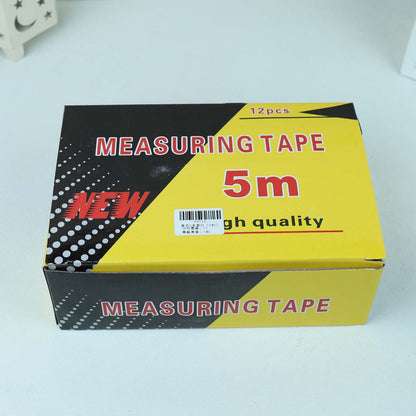 12pcs
MEASURING TAPE
5m
NEW
gh quality
MEASURING TAPE